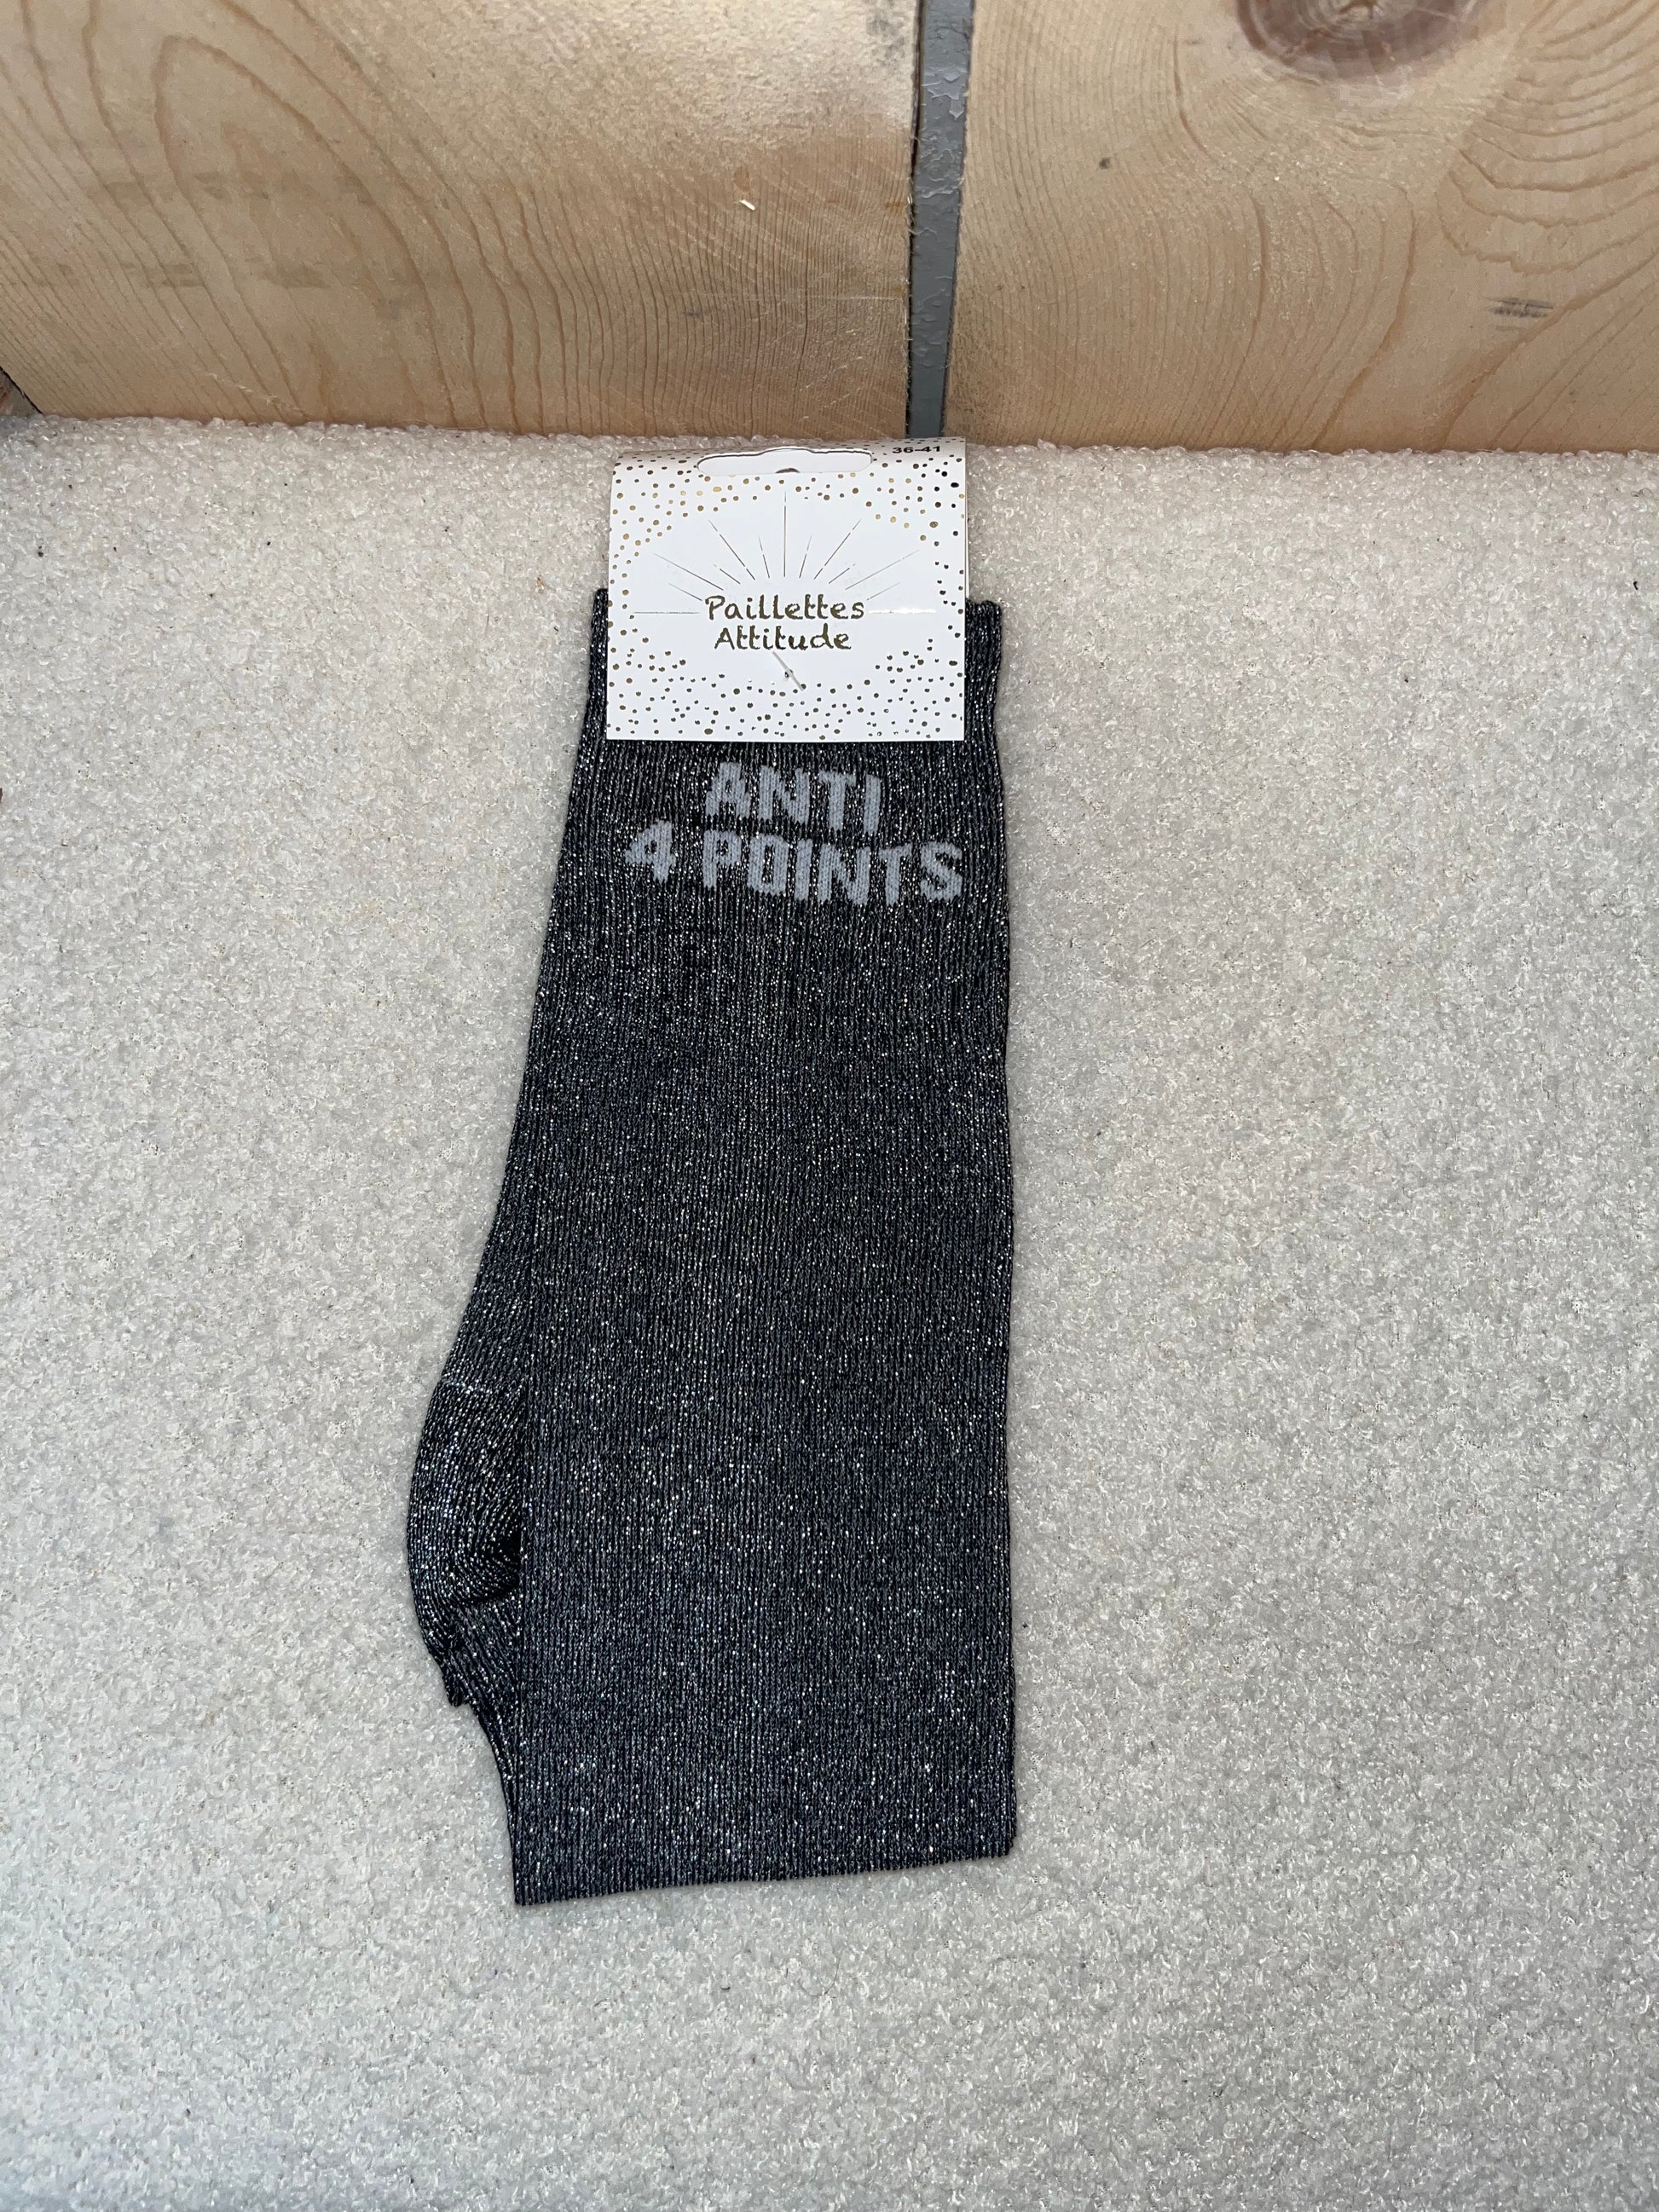 36-41
Paillettes
Attitude
ANTI
4 POINTS